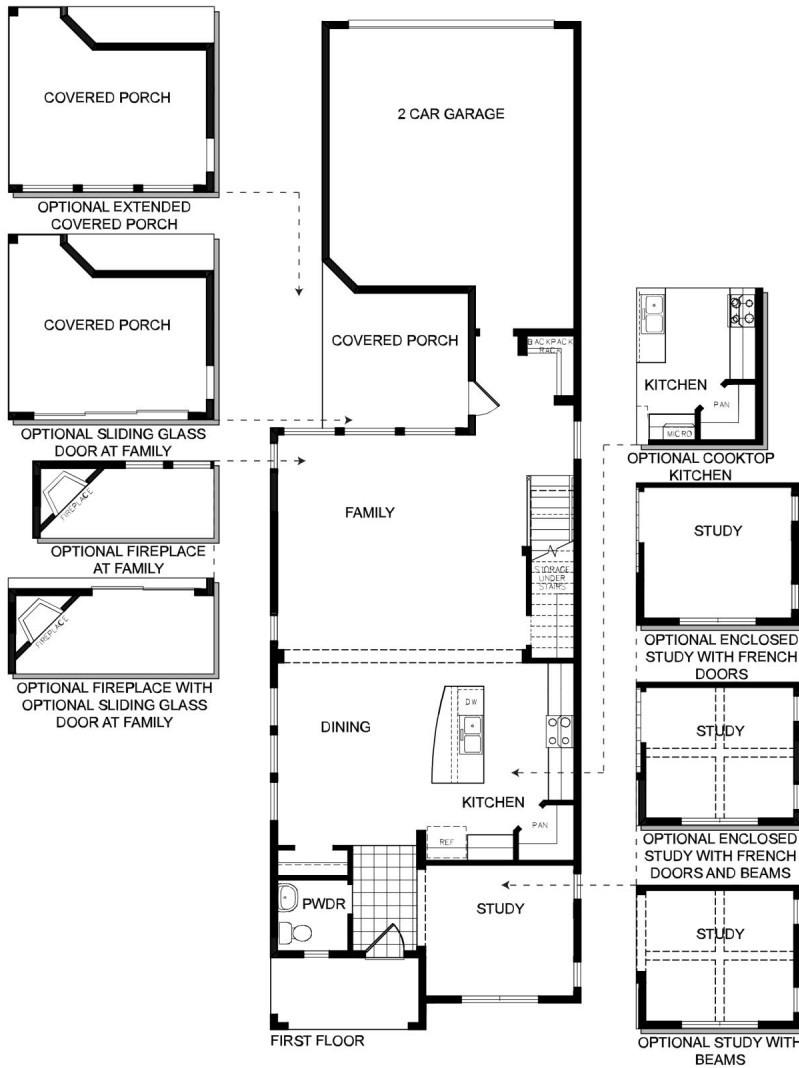 COVERED PORCH
OPTIONAL EXTENDED
COVERED PORCH
COVERED PORCH
OPTIONAL SLIDING GLASS
DOOR AT FAMILY
FIREPLACE
OPTIONAL FIREPLACE
AT FAMILY
FIREPLACE
OPTIONAL FIREPLACE WITH
OPTIONAL SLIDING GLASS
DOOR AT FAMILY
2 CAR GARAGE
COVERED PORCH
BACKPACK
RACK
FAMILY
STORAGE
UNDER
STAIRS
DINING
DW
KITCHEN
REF
PAN
PWDR
STUDY
FIRST FLOOR
KITCHEN
PAN
MICRO
OPTIONAL COOKTOP
KITCHEN
STUDY
OPTIONAL ENCLOSED
STUDY WITH FRENCH
DOORS
STUDY
OPTIONAL ENCLOSED
STUDY WITH FRENCH
DOORS AND BEAMS
STUDY
OPTIONAL STUDY WITH
BEAMS